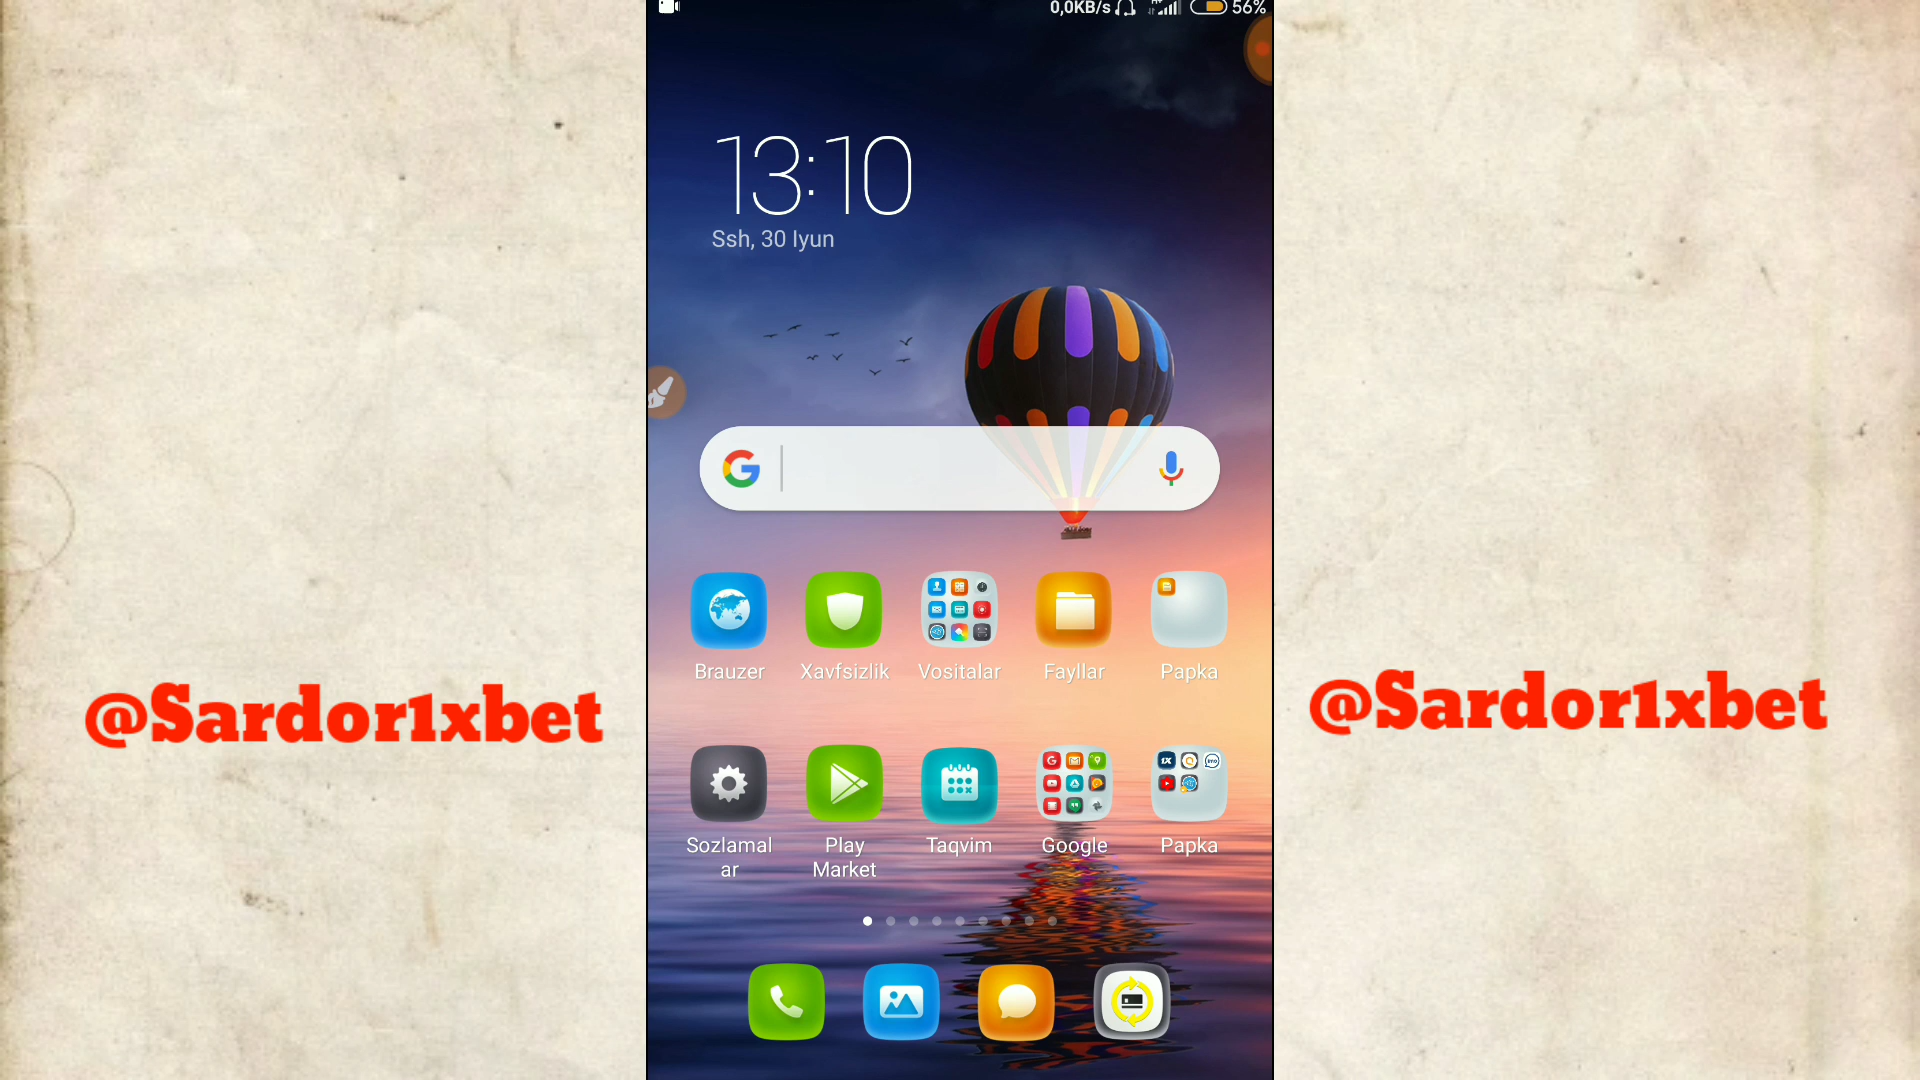 0,0KB/s 56%
13:10
Ssh, 30 Iyun
Brauzer Xavfsizlik Vositalar Fayllar Papka
@Sardor1xbet @Sardor1xbet
Sozlamal Play Taqvim Google Papka
ar Market